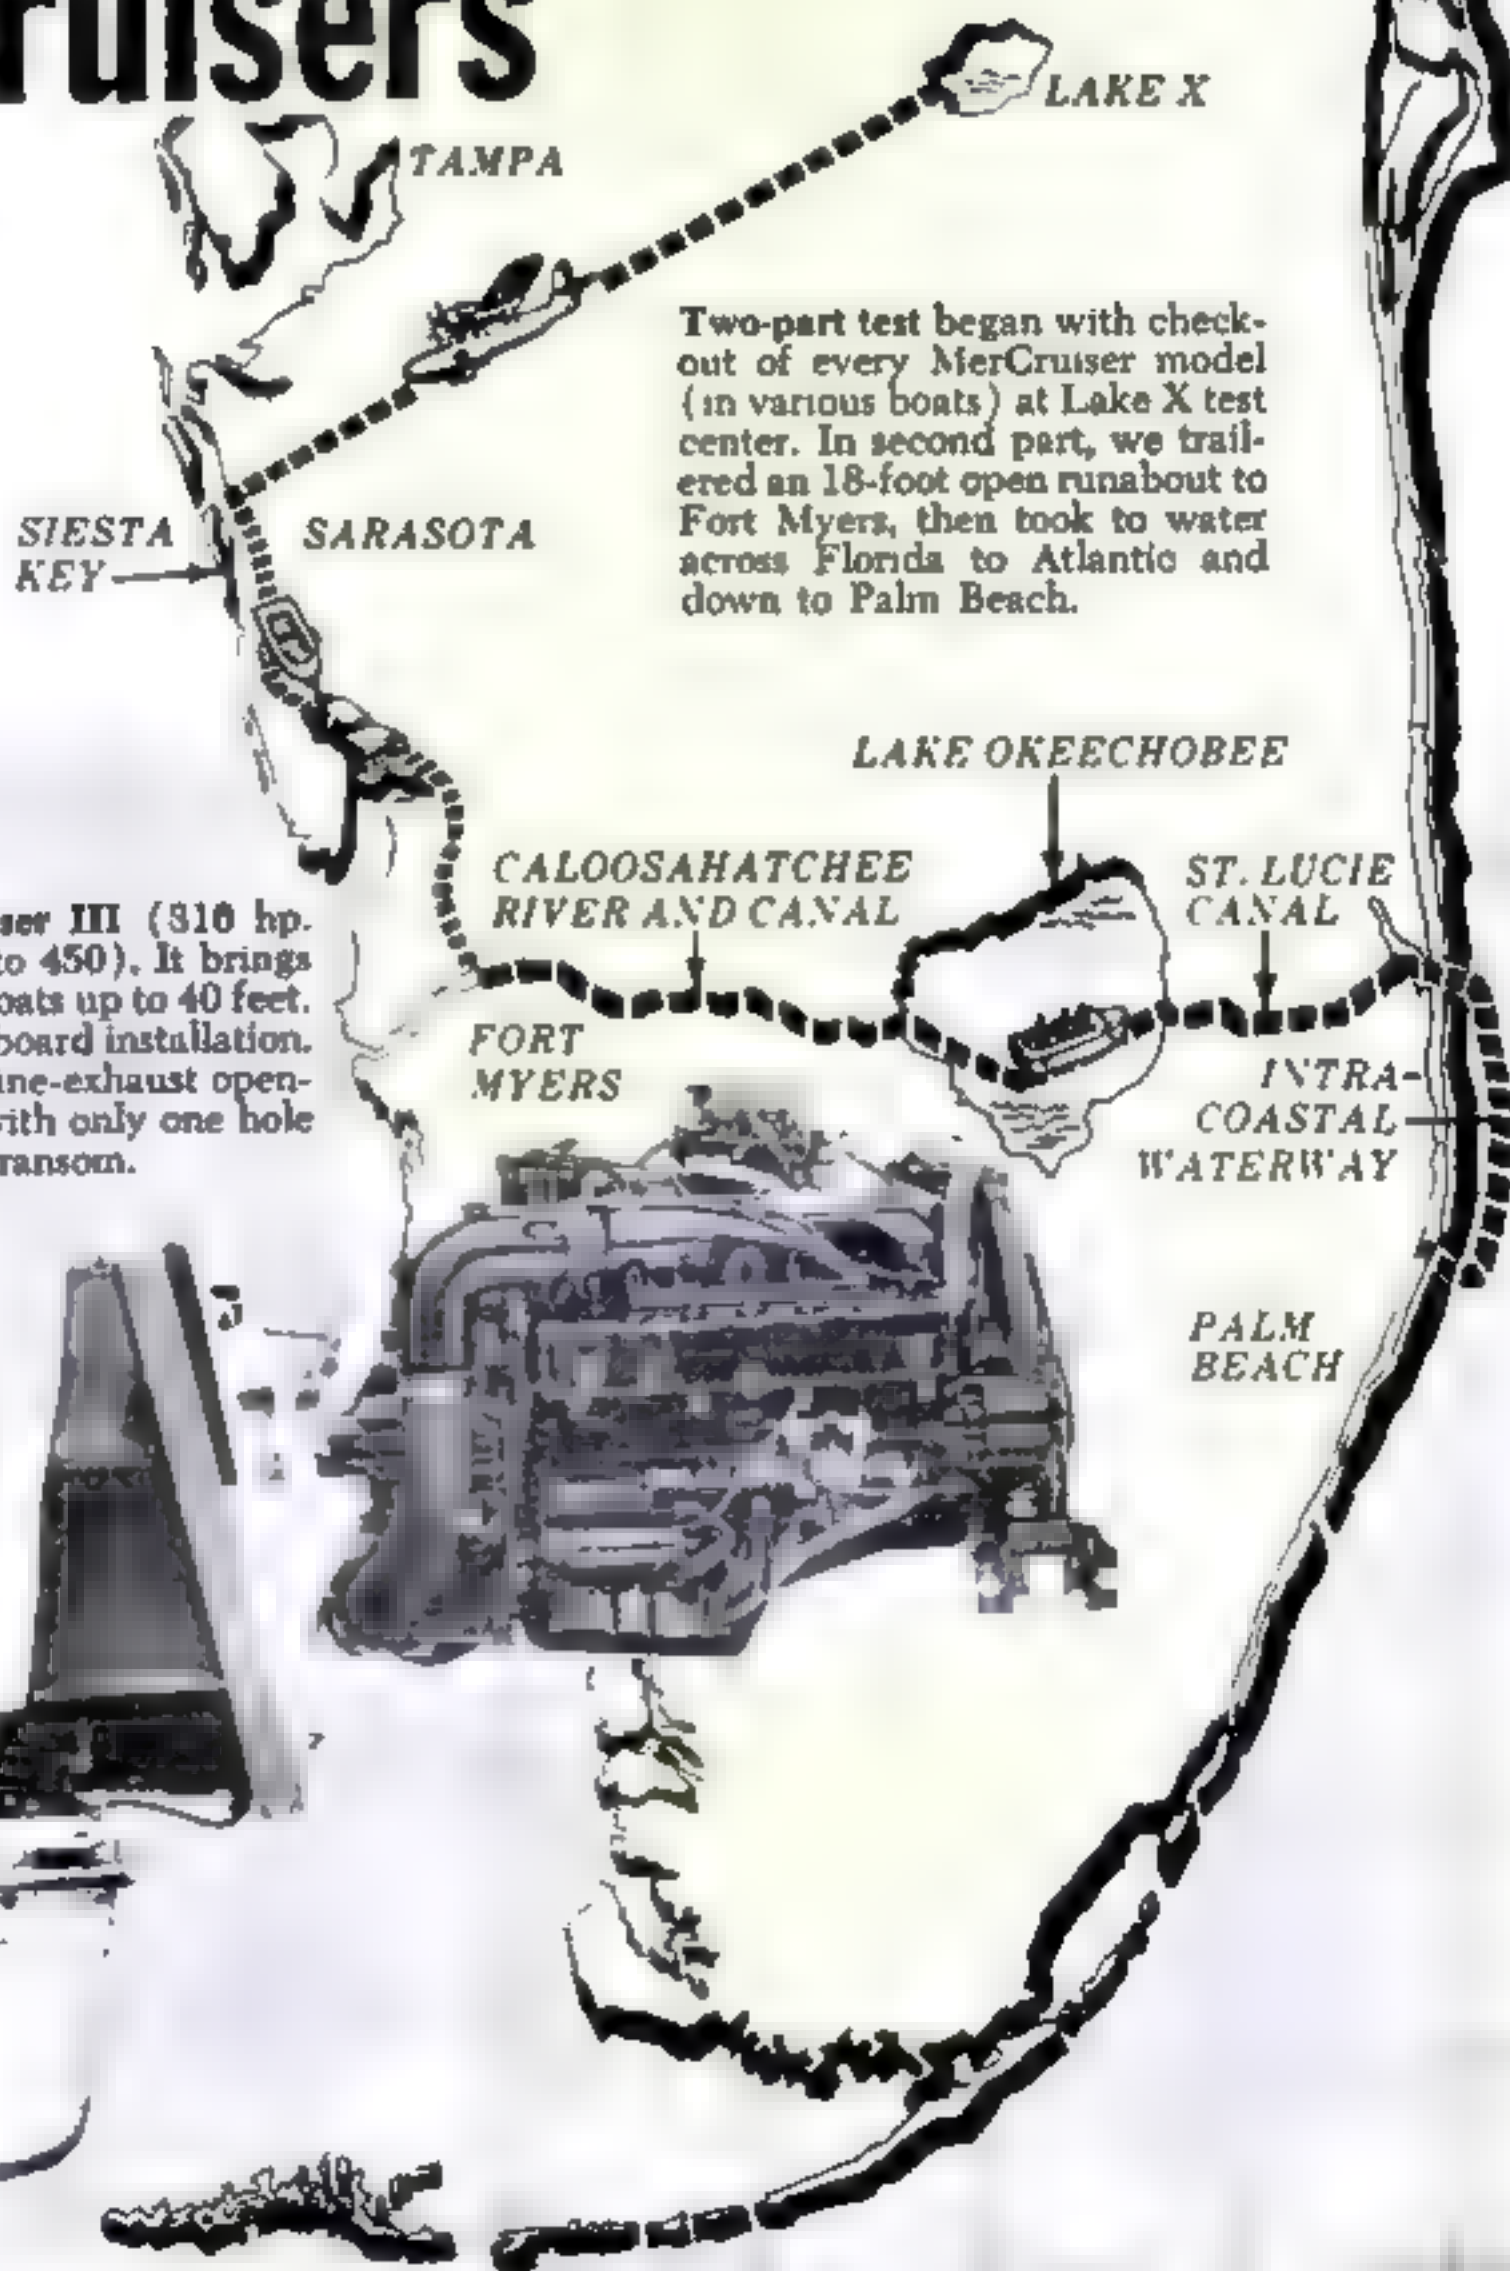 ruisers
LAKE X
TAMPA
Two-part test began with check-
out of every MerCruiser model
(in various boats) at Lake X test
center. In second part, we trail-
ered an 18-foot open runabout to
Fort Myers, then took to water
across Florida to Atlantic and
down to Palm Beach.
SIESTA
KEY
SARASOTA
LAKE OKEECHOBEE
CALOOSAHATCHEE
RIVER AND CANAL
ST. LUCIE
CANAL
ser III (310 hp.
to 450). It brings
oats up to 40 feet.
board installation.
ine-exhaust open-
with only one hole
ransom.
FORT
MYERS
INTRA-
COASTAL
WATERWAY
PALM
BEACH